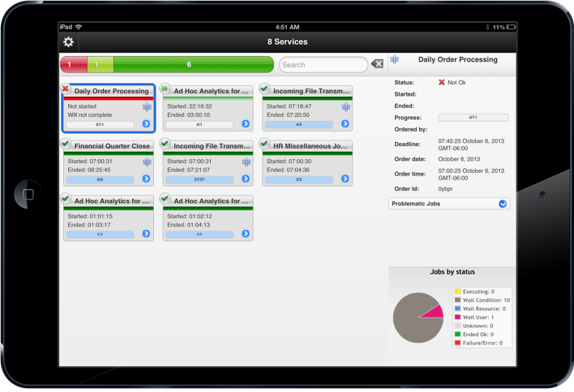 iPad
4:51 AM
11%
8 Services
1
1
6
Search
Daily Order Processing
Not started
Will not complete
0/11
Ad Hoc Analytics for ...
Started: 22:16:32
Ended: 03:50.10
0/1
Incoming File Transm...
Started: 07:18:47
Ended: 07:20:50
Financial Quarter Close
Started: 07:00:31
Ended: 08:25:45
Incoming File Transm...
Started: 07:00:31
Ended: 07:21:07
HR Miscellaneous Jo...
Started: 07:00:30
Ended: 07:04:36
Ad Hoc Analytics for ...
Started: 01:01:15
Ended: 01:03:17
1/1
Ad Hoc Analytics for ...
Started: 01:02:12
Ended: 01:04:13
1/1
Daily Order Processing
Status: Not Ok
Started:
Ended:
Progress: 0/11
Ordered by:
Deadline: 07:45:25 October 6, 2013
GMT-06:00
Order date: October 6, 2013
Order time: 07:00:25 October 6, 2013
GMT-06:00
Order Id: 0ybpr
Problematic Jobs
Jobs by status
Executing: 0
Wait Condition: 10
Wait Resource: 0
Wait User: 1
Unknown: 0
Ended Ok: 0
Failure/Error: 0